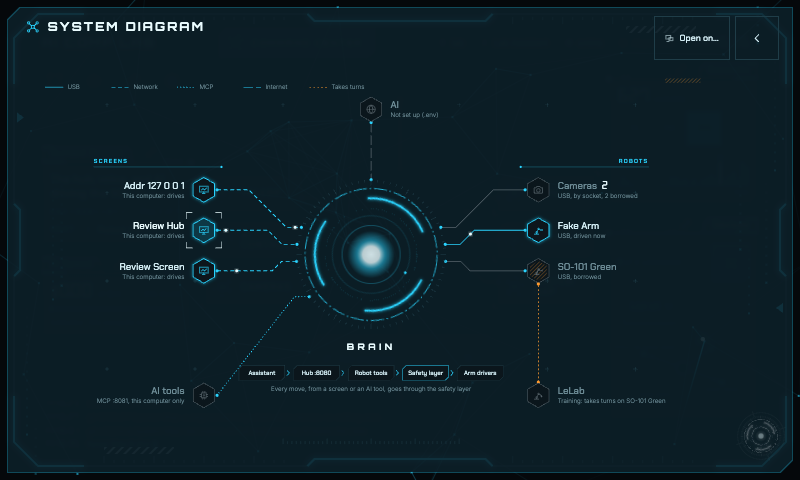 SYSTEM DIAGRAM
Open on...
USB
Network
MCP
Internet
Takes turns
AI
Not set up (.env)
SCREENS
ROBOTS
Addr 127 0 0 1
This computer: drives
Cameras 2
USB, by socket, 2 borrowed
Review Hub
This computer: drives
Fake Arm
USB, driven now
Review Screen
This computer: drives
SO-101 Green
USB, borrowed
BRAIN
Assistant
Hub :8080
Robot tools
Safety layer
Arm drivers
Every move, from a screen or an AI tool, goes through the safety layer
AI tools
MCP :8081, this computer only
LeLab
Training: takes turns on SO-101 Green